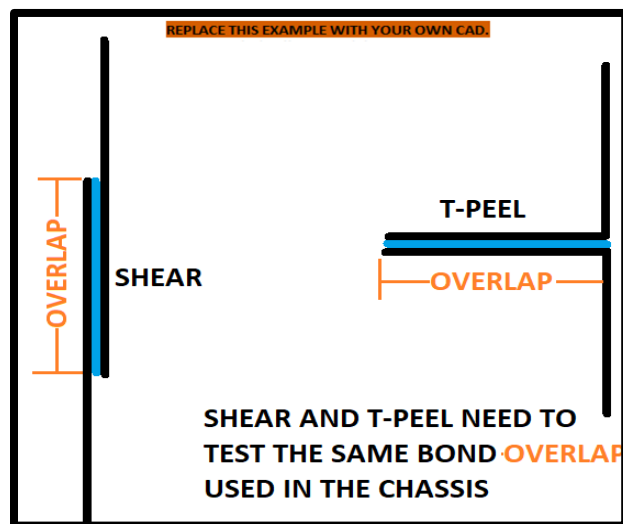 REPLACE THIS EXAMPLE WITH YOUR OWN CAD.
OVERLAP
SHEAR
T-PEEL
OVERLAP
SHEAR AND T-PEEL NEED TO
TEST THE SAME BOND OVERLAP
USED IN THE CHASSIS